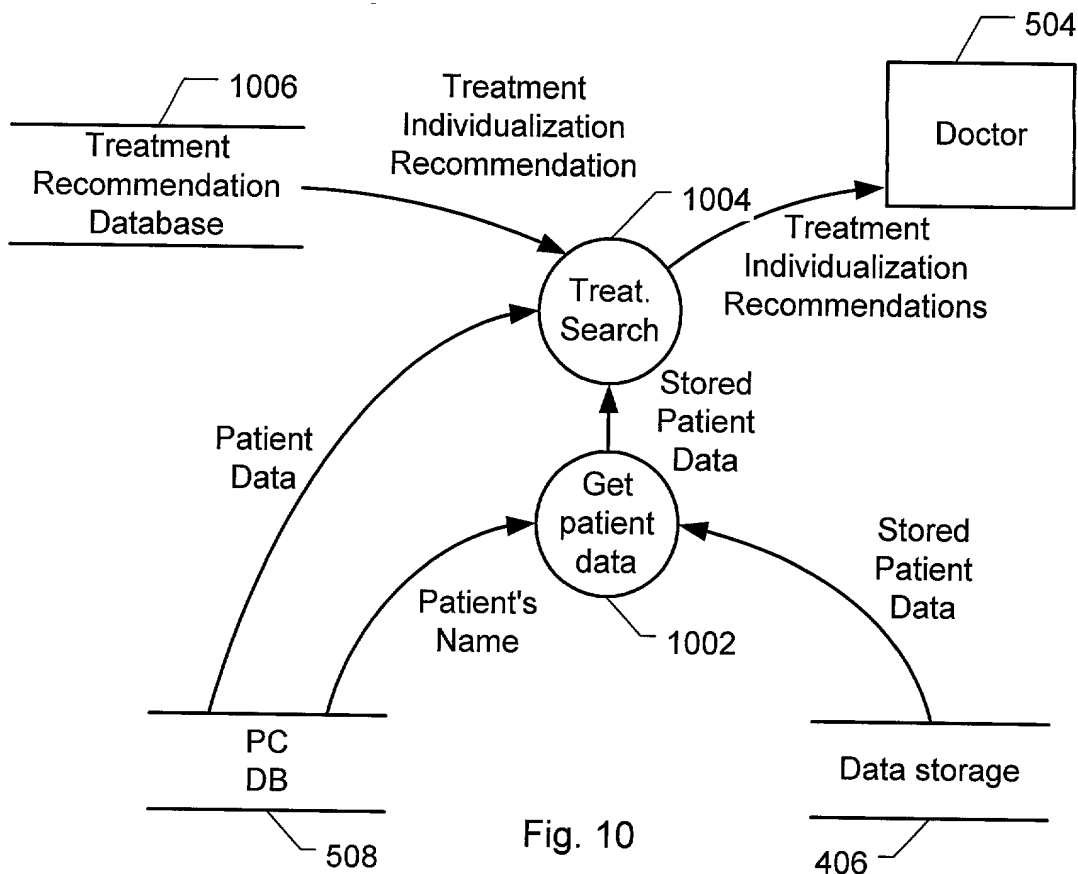 504
1006
Treatment
Individualization
Recommendation
Doctor
Treatment
Recommendation
Database
1004
Treatment
Individualization
Recommendations
Treat.
Search
Stored
Patient
Data
Patient
Data
Get
patient
data
Stored
Patient
Data
Patient's
Name
1002
PC
DB
Data storage
Fig. 10
508
406